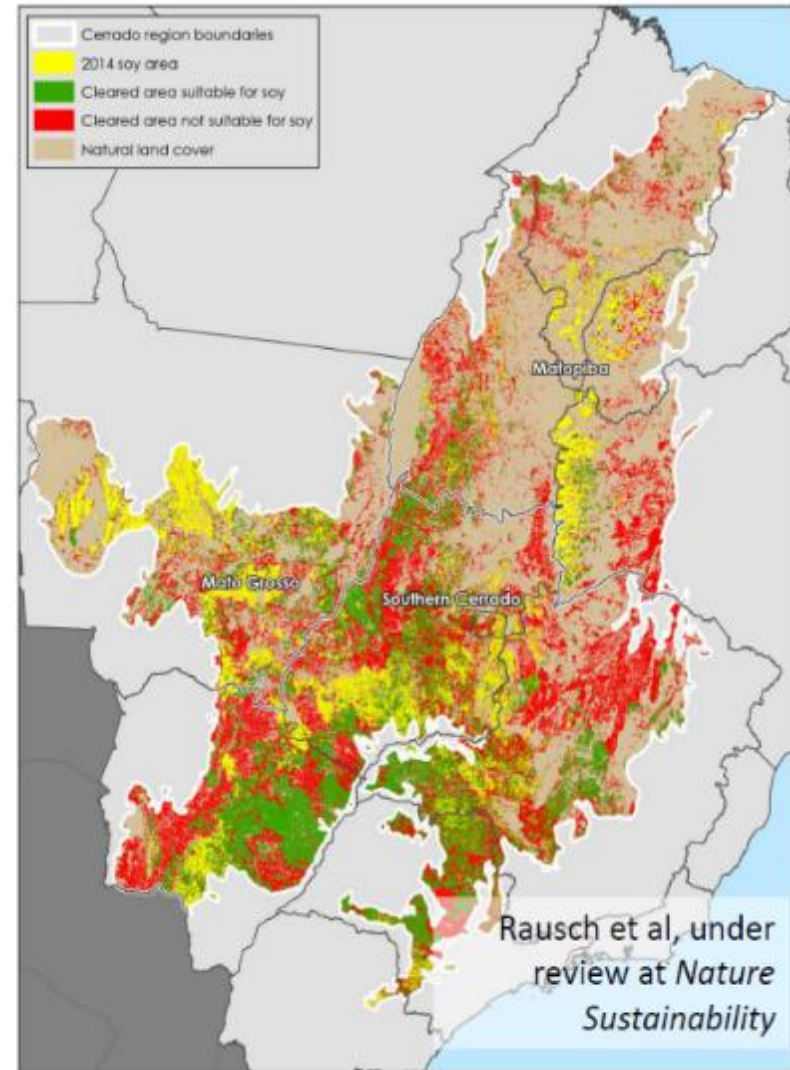 Cerrado region boundaries
2014 soy area
Cleared area suitable for soy
Cleared area not suitable for soy
Natural land cover
Matopiba
Mato Grosso
Southern Cerrado
Rausch et al, under
review at Nature
Sustainability